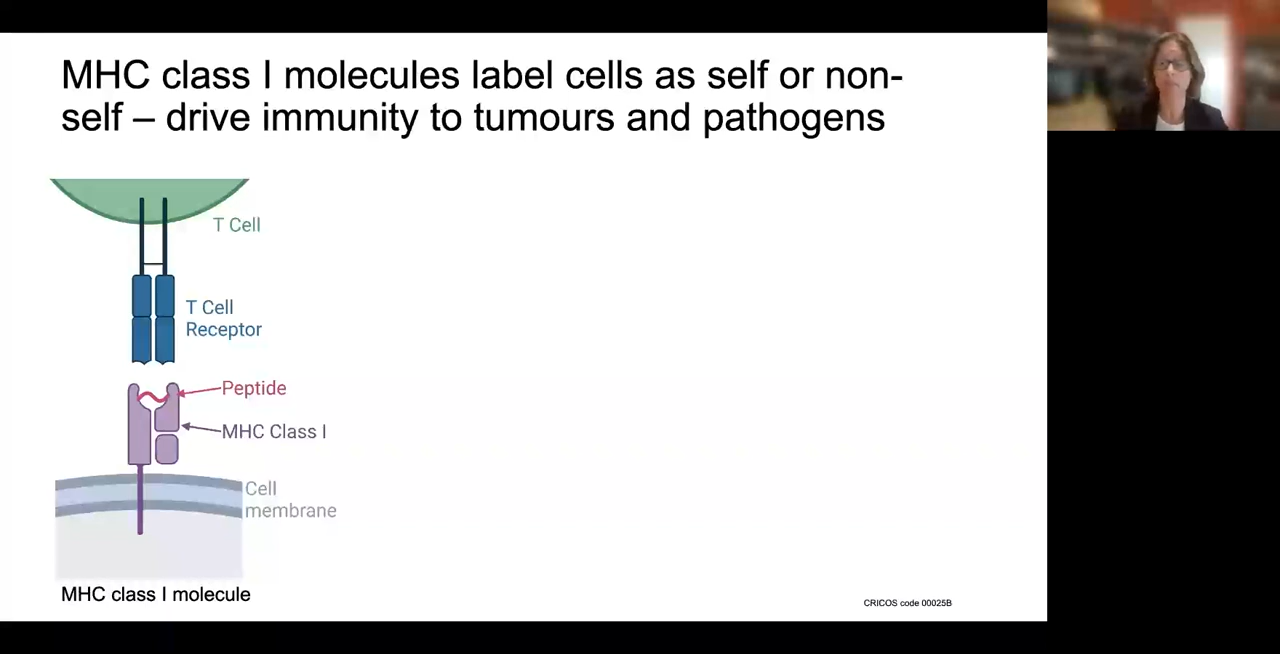 MHC class I molecules label cells as self or non-
self – drive immunity to tumours and pathogens
T Cell
T Cell
Receptor
Peptide
MHC Class I
Cell
membrane
MHC class I molecule
CRICOS code 00025B